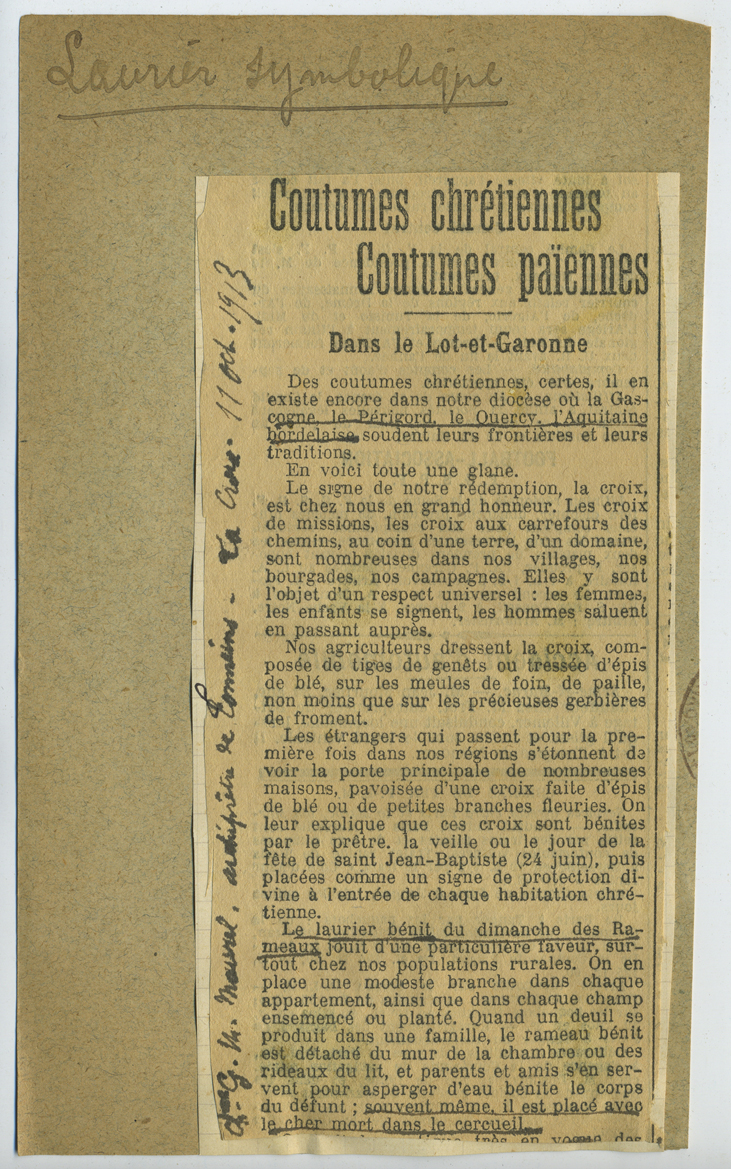 Laurier symbolique
Coutumes chrétiennes
Coutumes païennes
Dans le Lot-et-Garonne
Des coutumes chrétiennes, certes, il en
existe encore dans notre diocèse où la Gas-
cogne, le Périgord, le Quercy, l'Aquitaine
bordelaise soudent leurs frontières et leurs
traditions.
En voici toute une glane.
Le signe de notre rédemption, la croix,
est chez nous en grand honneur. Les croix
de missions, les croix aux carrefours des
chemins, au coin d'une terre, d'un domaine,
sont nombreuses dans nos villages, nos
bourgades, nos campagnes. Elles y sont
l'objet d'un respect universel : les femmes,
les enfants se signent, les hommes saluent
en passant auprès.
Nos agriculteurs dressent la croix, com-
posée de tiges de genêts ou tressée d'épis
de blé, sur les meules de foin, de paille,
non moins que sur les précieuses gerbières
de froment.
Les étrangers qui passent pour la pre-
mière fois dans nos régions s'étonnent de
voir la porte principale de nombreuses
maisons, pavoisée d'une croix faite d'épis
de blé ou de petites branches fleuries. On
leur explique que ces croix sont bénites
par le prêtre, la veille ou le jour de la
fête de saint Jean-Baptiste (24 juin), puis
placées comme un signe de protection di-
vine à l'entrée de chaque habitation chré-
tienne.
Le laurier bénit du dimanche des Ra-
meaux jouit d'une particulière faveur, sur-
tout chez nos populations rurales. On en
place une modeste branche dans chaque
appartement, ainsi que dans chaque champ
ensemencé ou planté. Quand un deuil se
produit dans une famille, le rameau bénit
est détaché du mur de la chambre ou des
rideaux du lit, et parents et amis s'en ser-
vent pour asperger d'eau bénite le corps
du défunt ; souvent même, il est placé avec
le cher mort dans le cercueil.
très en vogue des
archiprêtre de Tonneins - La Croix - 11 Oct. 1913